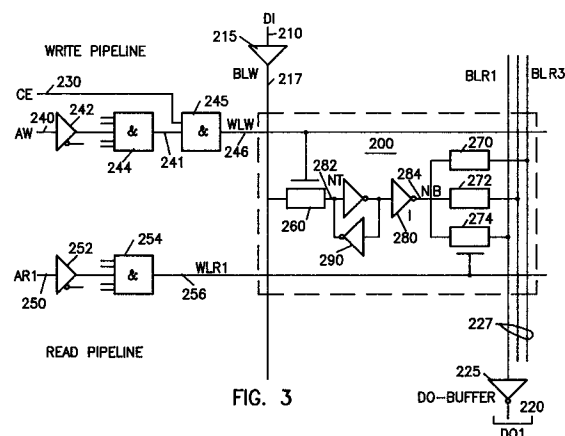 DI
210
215
WRITE PIPELINE
BLW
217
BLR1
BLR3
CE
230
245
240
242
AW
&
&
WLW
246
200
270
244
241
282
NT
284
NB
272
260
I
280
274
252
254
290
AR1
&
WLR1
250
256
227
READ PIPELINE
225
FIG. 3
DO-BUFFER
220
DO1